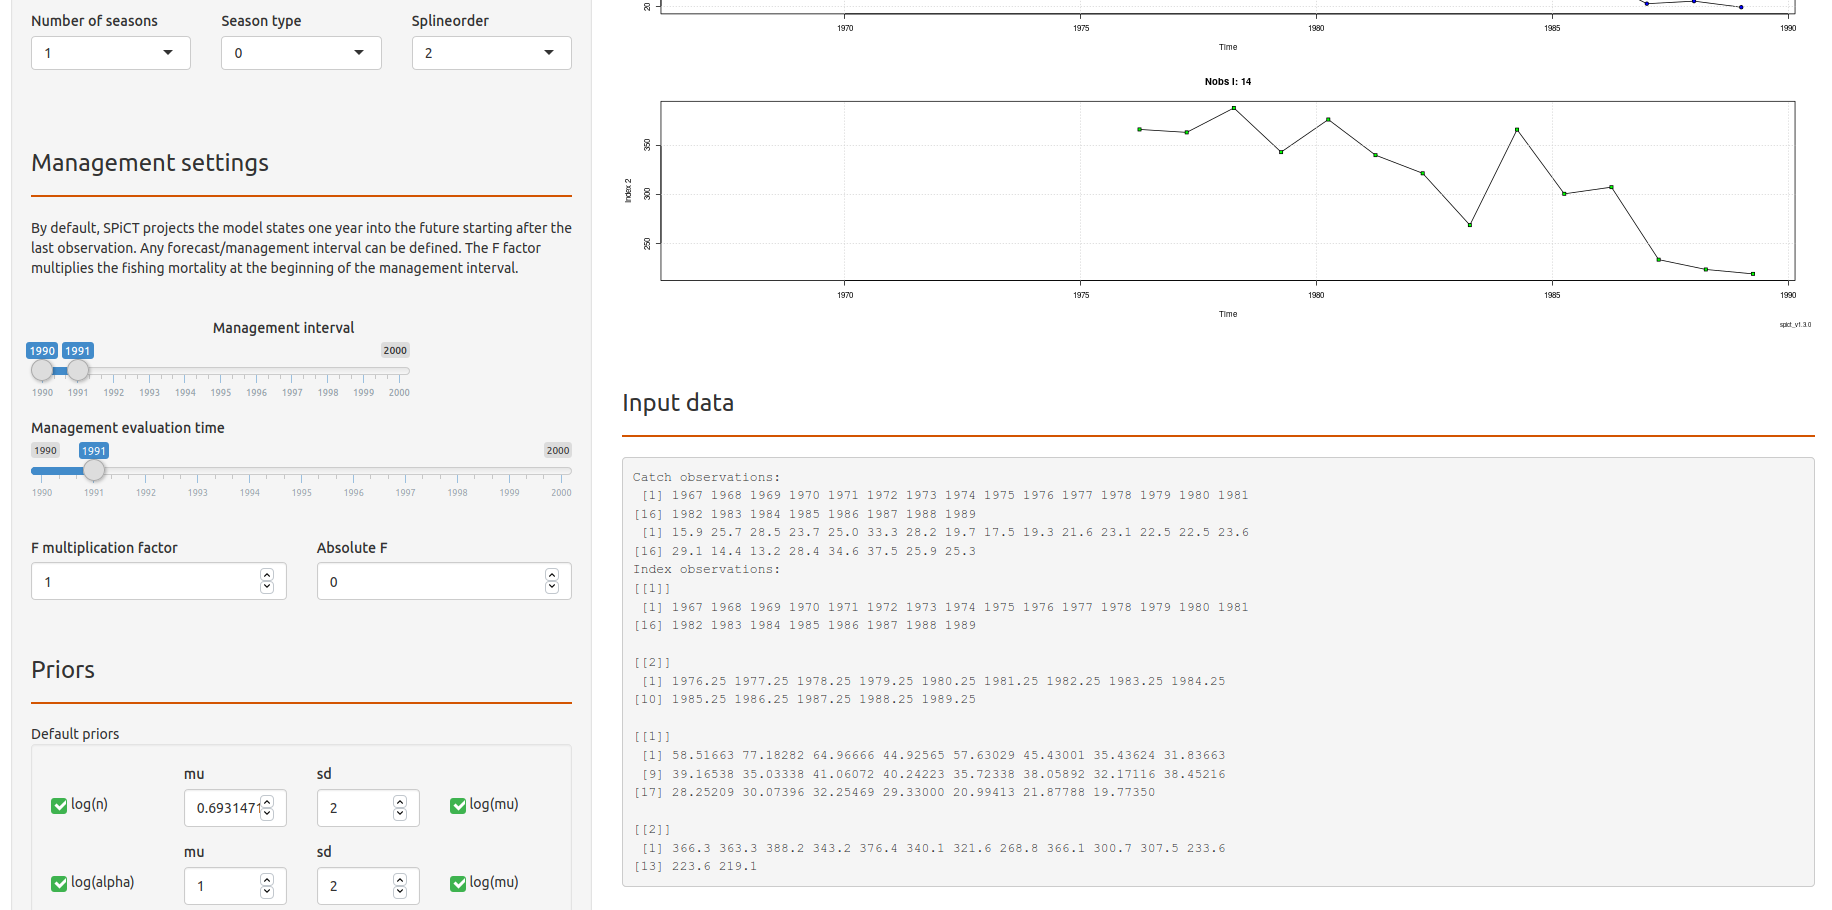 Number of seasons
Season type
Splineorder
1
0
2
Management settings
By default, SPiCT projects the model states one year into the future starting after the
last observation. Any forecast/management interval can be defined. The F factor
multiplies the fishing mortality at the beginning of the management interval.
Management interval
1990 1991 2000
1990 1991 1992 1993 1994 1995 1996 1997 1998 1999 2000
Management evaluation time
1990 1991 2000
1990 1991 1992 1993 1994 1995 1996 1997 1998 1999 2000
F multiplication factor
Absolute F
1
0
Priors
Default priors
mu
sd
log(n)
0.6931471
2
log(mu)
mu
sd
log(alpha)
1
2
log(mu)
20
1970 1975 1980 1985 1990
Time
Nobs I: 14
Index 2
350
300
250
1970 1975 1980 1985 1990
Time
spict_v1.3.0
Input data
Catch observations:
[1] 1967 1968 1969 1970 1971 1972 1973 1974 1975 1976 1977 1978 1979 1980 1981
[16] 1982 1983 1984 1985 1986 1987 1988 1989
[1] 15.9 25.7 28.5 23.7 25.0 33.3 28.2 19.7 17.5 19.3 21.6 23.1 22.5 22.5 23.6
[16] 29.1 14.4 13.2 28.4 34.6 37.5 25.9 25.3
Index observations:
[[1]]
[1] 1967 1968 1969 1970 1971 1972 1973 1974 1975 1976 1977 1978 1979 1980 1981
[16] 1982 1983 1984 1985 1986 1987 1988 1989
[[2]]
[1] 1976.25 1977.25 1978.25 1979.25 1980.25 1981.25 1982.25 1983.25 1984.25
[10] 1985.25 1986.25 1987.25 1988.25 1989.25
[[1]]
[1] 58.51663 77.18282 64.96666 44.92565 57.63029 45.43001 35.43624 31.83663
[9] 39.16538 35.03338 41.06072 40.24223 35.72338 38.05892 32.17116 38.45216
[17] 28.25209 30.07396 32.25469 29.33000 20.99413 21.87788 19.77350
[[2]]
[1] 366.3 363.3 388.2 343.2 376.4 340.1 321.6 268.8 366.1 300.7 307.5 233.6
[13] 223.6 219.1